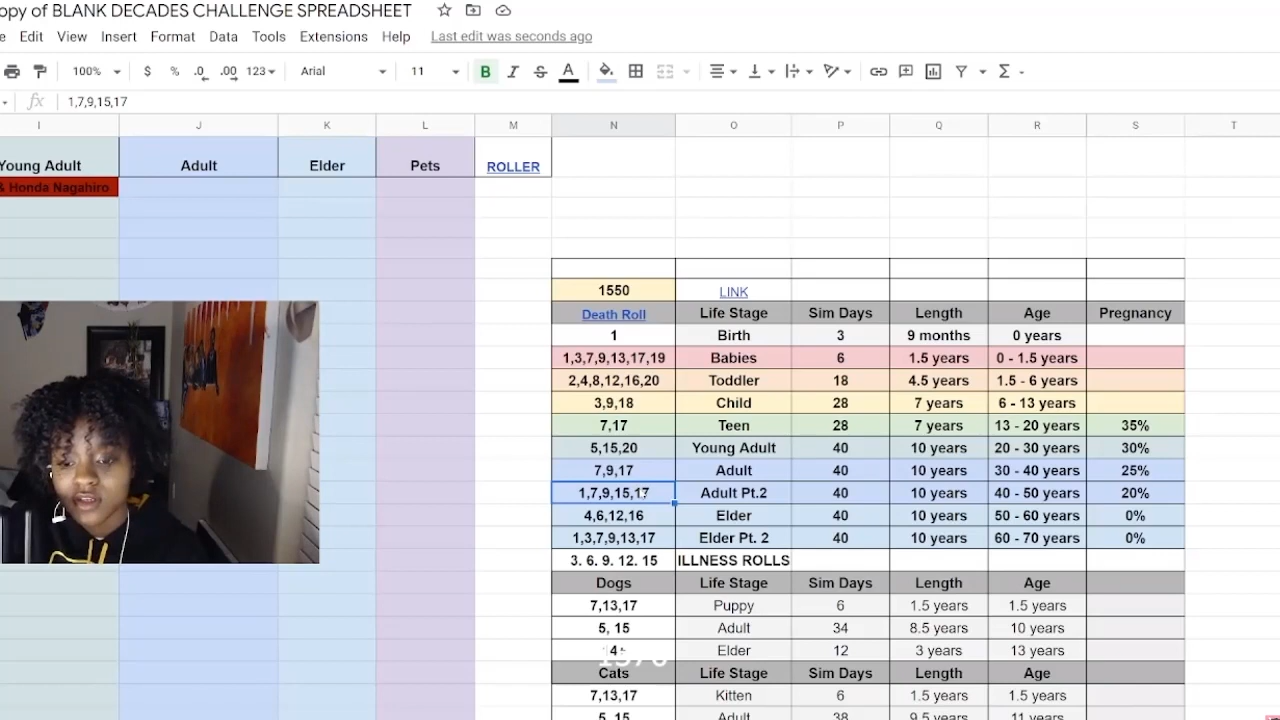 opy of BLANK DECADES CHALLENGE SPREADSHEET
e Edit View Insert Format Data Tools Extensions Help Last edit was seconds ago
100% $ % .0 .00 123 Arial 11 B I S A Σ
fx 1,7,9,15,17
I J K L M N O P Q R S T
Young Adult Adult Elder Pets ROLLER
& Honda Nagahiro
1550 LINK
Death Roll Life Stage Sim Days Length Age Pregnancy
1 Birth 3 9 months 0 years
1,3,7,9,13,17,19 Babies 6 1.5 years 0 - 1.5 years
2,4,8,12,16,20 Toddler 18 4.5 years 1.5 - 6 years
3,9,18 Child 28 7 years 6 - 13 years
7,17 Teen 28 7 years 13 - 20 years 35%
5,15,20 Young Adult 40 10 years 20 - 30 years 30%
7,9,17 Adult 40 10 years 30 - 40 years 25%
1,7,9,15,17 Adult Pt.2 40 10 years 40 - 50 years 20%
4,6,12,16 Elder 40 10 years 50 - 60 years 0%
1,3,7,9,13,17 Elder Pt. 2 40 10 years 60 - 70 years 0%
3. 6. 9. 12. 15 ILLNESS ROLLS
Dogs Life Stage Sim Days Length Age
7,13,17 Puppy 6 1.5 years 1.5 years
5, 15 Adult 34 8.5 years 10 years
Elder 12 3 years 13 years
Cats Life Stage Sim Days Length Age
7,13,17 Kitten 6 1.5 years 1.5 years
5, 15 Adult 38 9.5 years 11 years